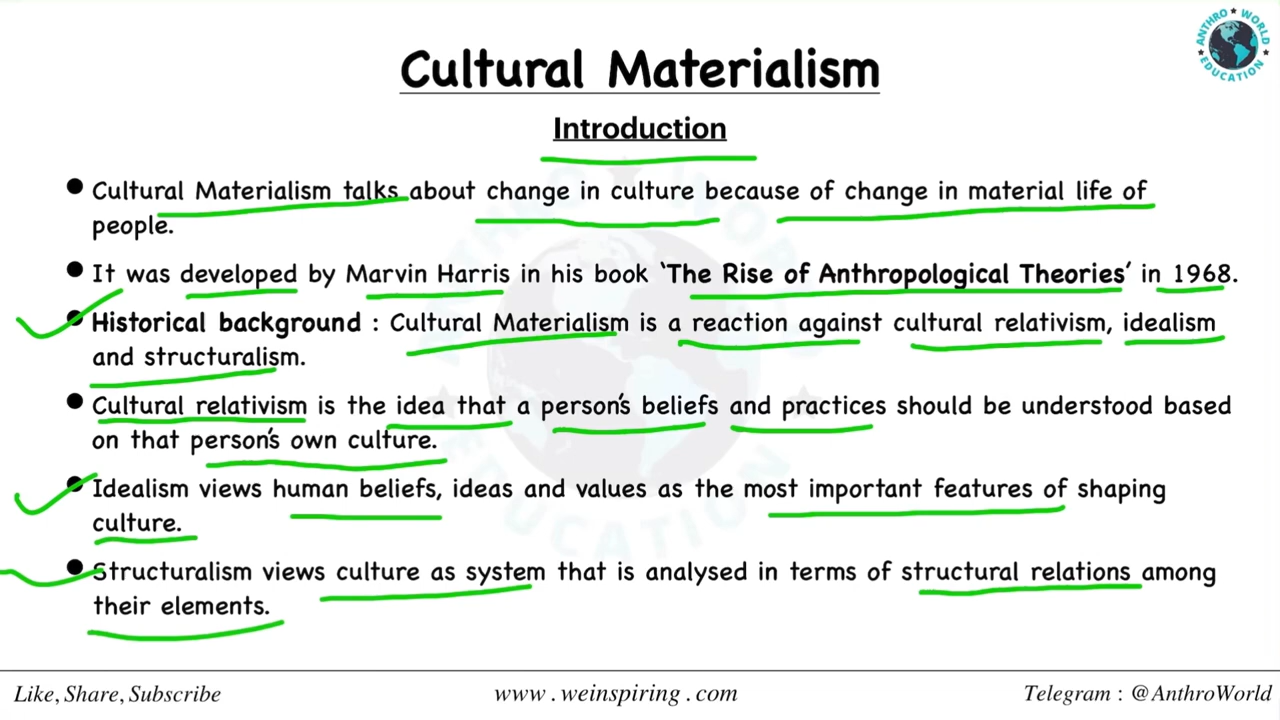 ANTHRO ★ WORLD
★ EDUCATION ★
Cultural Materialism
Introduction
● Cultural Materialism talks about change in culture because of change in material life of
people.
● It was developed by Marvin Harris in his book ‘The Rise of Anthropological Theories’ in 1968.
● Historical background : Cultural Materialism is a reaction against cultural relativism, idealism
and structuralism.
● Cultural relativism is the idea that a person’s beliefs and practices should be understood based
on that person’s own culture.
● Idealism views human beliefs, ideas and values as the most important features of shaping
culture.
● Structuralism views culture as system that is analysed in terms of structural relations among
their elements.
Like, Share, Subscribe
www . weinspiring . com
Telegram : @AnthroWorld